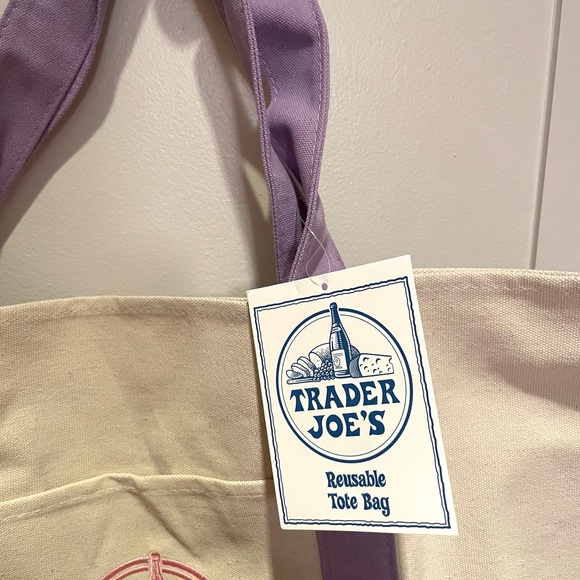 TRADER
JOE'S
Reusable
Tote Bag